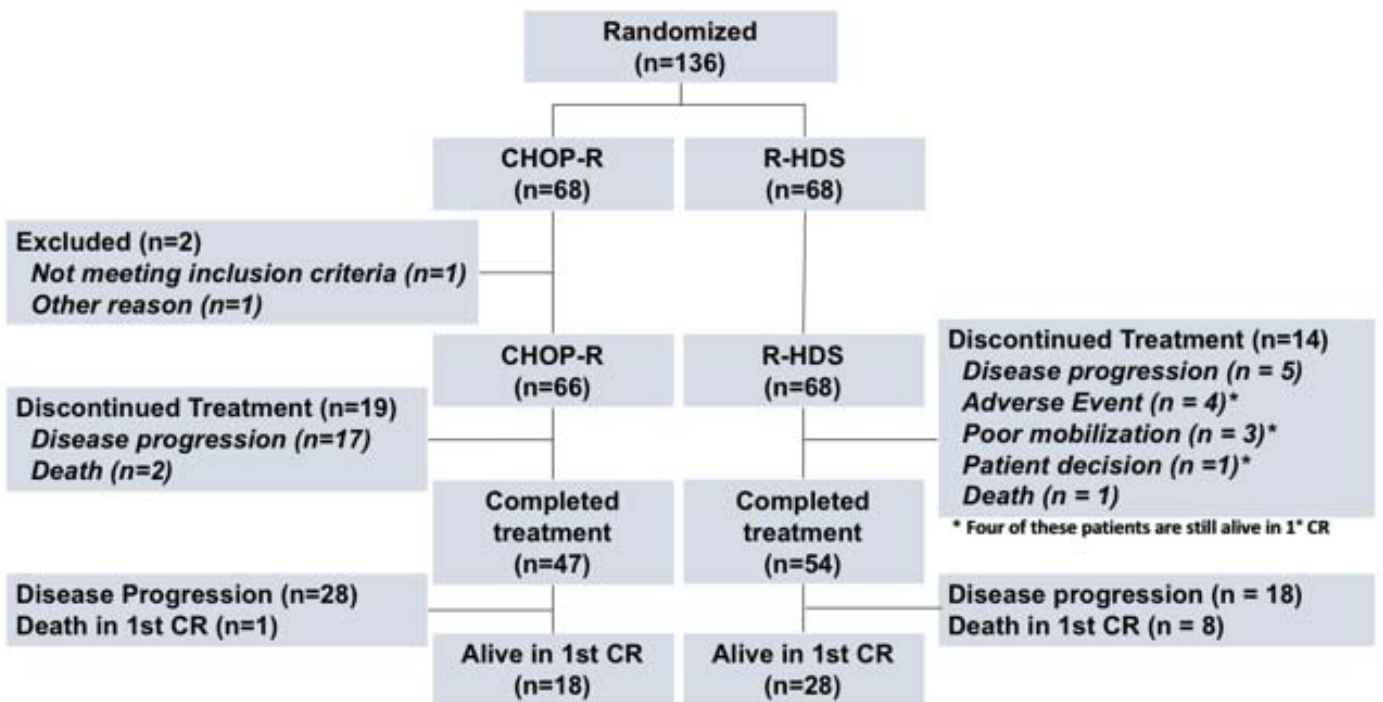 Randomized
(n=136)
CHOP-R
(n=68)
R-HDS
(n=68)
Excluded (n=2)
Not meeting inclusion criteria (n=1)
Other reason (n=1)
CHOP-R
(n=66)
R-HDS
(n=68)
Discontinued Treatment (n=19)
Disease progression (n=17)
Death (n=2)
Discontinued Treatment (n=14)
Disease progression (n = 5)
Adverse Event (n = 4)*
Poor mobilization (n = 3)*
Patient decision (n =1)*
Death (n = 1)
* Four of these patients are still alive in 1° CR
Completed
treatment
(n=47)
Completed
treatment
(n=54)
Disease Progression (n=28)
Death in 1st CR (n=1)
Disease progression (n = 18)
Death in 1st CR (n = 8)
Alive in 1st CR
(n=18)
Alive in 1st CR
(n=28)